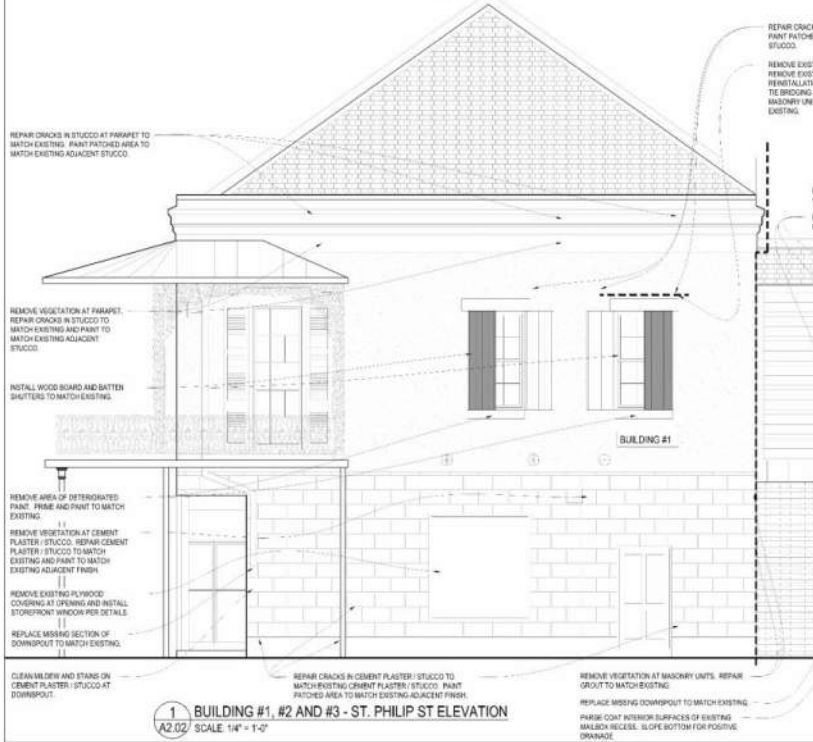 REPAIR CRACK
PAINT PATCHE
STUCCO.
REMOVE EXIST
REMOVE EXIST
REINSTALLATI
TIE BRIDGING
MASONRY UNI
EXISTING.
REPAIR CRACKS IN STUCCO AT PARAPET TO
MATCH EXISTING. PAINT PATCHED AREA TO
MATCH EXISTING ADJACENT STUCCO.
REMOVE VEGETATION AT PARAPET.
REPAIR CRACKS IN STUCCO TO
MATCH EXISTING AND PAINT TO
MATCH EXISTING ADJACENT
STUCCO.
INSTALL WOOD BOARD AND BATTEN
SHUTTERS TO MATCH EXISTING.
BUILDING #1
REMOVE AREA OF DETERIORATED
PAINT. PRIME AND PAINT TO MATCH
EXISTING.
REMOVE VEGETATION AT CEMENT
PLASTER / STUCCO. REPAIR CEMENT
PLASTER / STUCCO TO MATCH
EXISTING AND PAINT TO MATCH
EXISTING ADJACENT FINISH.
REMOVE EXISTING PLYWOOD
COVERING AT OPENING AND INSTALL
STOREFRONT WINDOW PER DETAILS.
REPLACE MISSING SECTION OF
DOWNSPOUT TO MATCH EXISTING.
CLEAN MILDEW AND STAINS ON
CEMENT PLASTER / STUCCO AT
DOWNSPOUT.
REPAIR CRACKS IN CEMENT PLASTER / STUCCO TO
MATCH EXISTING CEMENT PLASTER / STUCCO. PAINT
PATCHED AREA TO MATCH EXISTING ADJACENT FINISH.
REMOVE VEGETATION AT MASONRY UNITS. REPAIR
GROUT TO MATCH EXISTING.
REPLACE MISSING DOWNSPOUT TO MATCH EXISTING.
PARGE COAT INTERIOR SURFACES OF EXISTING
MAILBOX RECESS. SLOPE BOTTOM FOR POSITIVE
DRAINAGE
1
A2.02
BUILDING #1, #2 AND #3 - ST. PHILIP ST ELEVATION
SCALE: 1/4" = 1'-0"